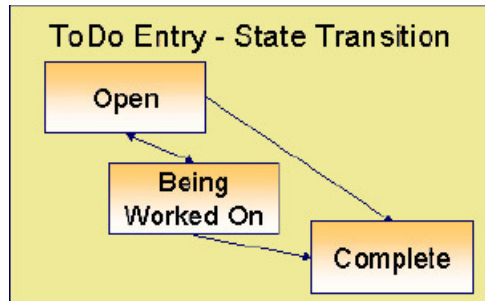 ToDo Entry - State Transition
Open
Being
Worked On
Complete